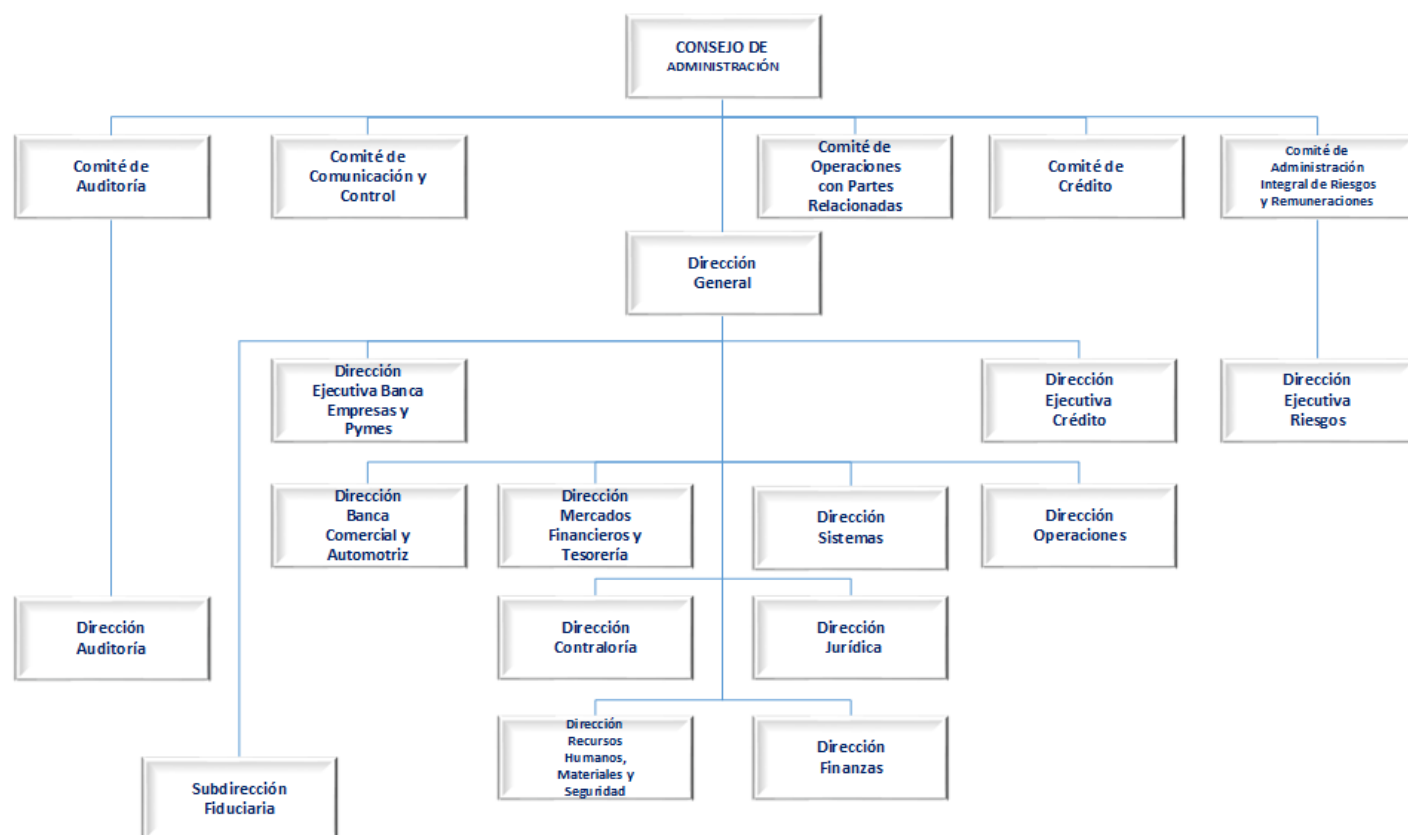 CONSEJO DE
ADMINISTRACIÓN
Comité de
Auditoría
Comité de
Comunicación y
Control
Comité de
Operaciones
con Partes
Relacionadas
Comité de
Crédito
Comité de
Administración
Integral de Riesgos
y Remuneraciones
Dirección
General
Dirección
Ejecutiva Banca
Empresas y
Pymes
Dirección
Ejecutiva
Crédito
Dirección
Ejecutiva
Riesgos
Dirección
Banca
Comercial y
Automotriz
Dirección
Mercados
Financieros y
Tesorería
Dirección
Sistemas
Dirección
Operaciones
Dirección
Auditoría
Dirección
Contraloría
Dirección
Jurídica
Dirección
Recursos
Humanos,
Materiales y
Seguridad
Dirección
Finanzas
Subdirección
Fiduciaria